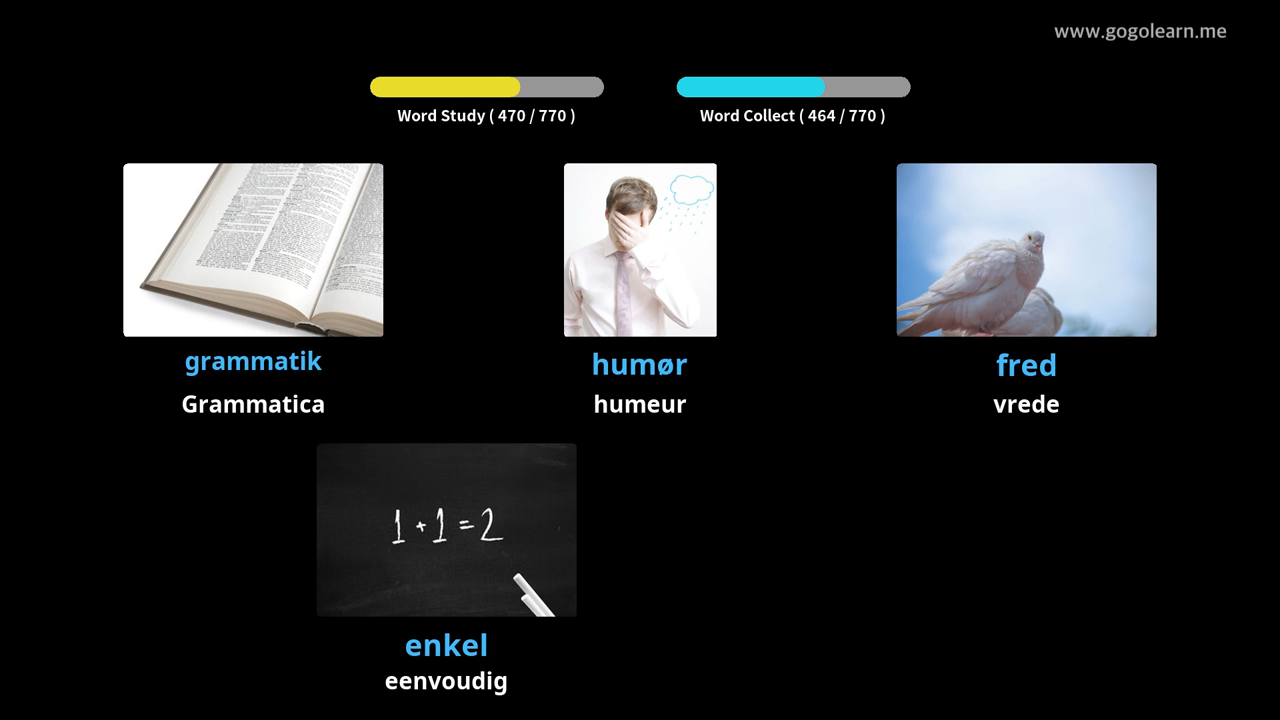 www.gogolearn.me
Word Study ( 470 / 770 )
Word Collect ( 464 / 770 )
grammatik
Grammatica
humør
humeur
fred
vrede
1 + 1 = 2
enkel
eenvoudig